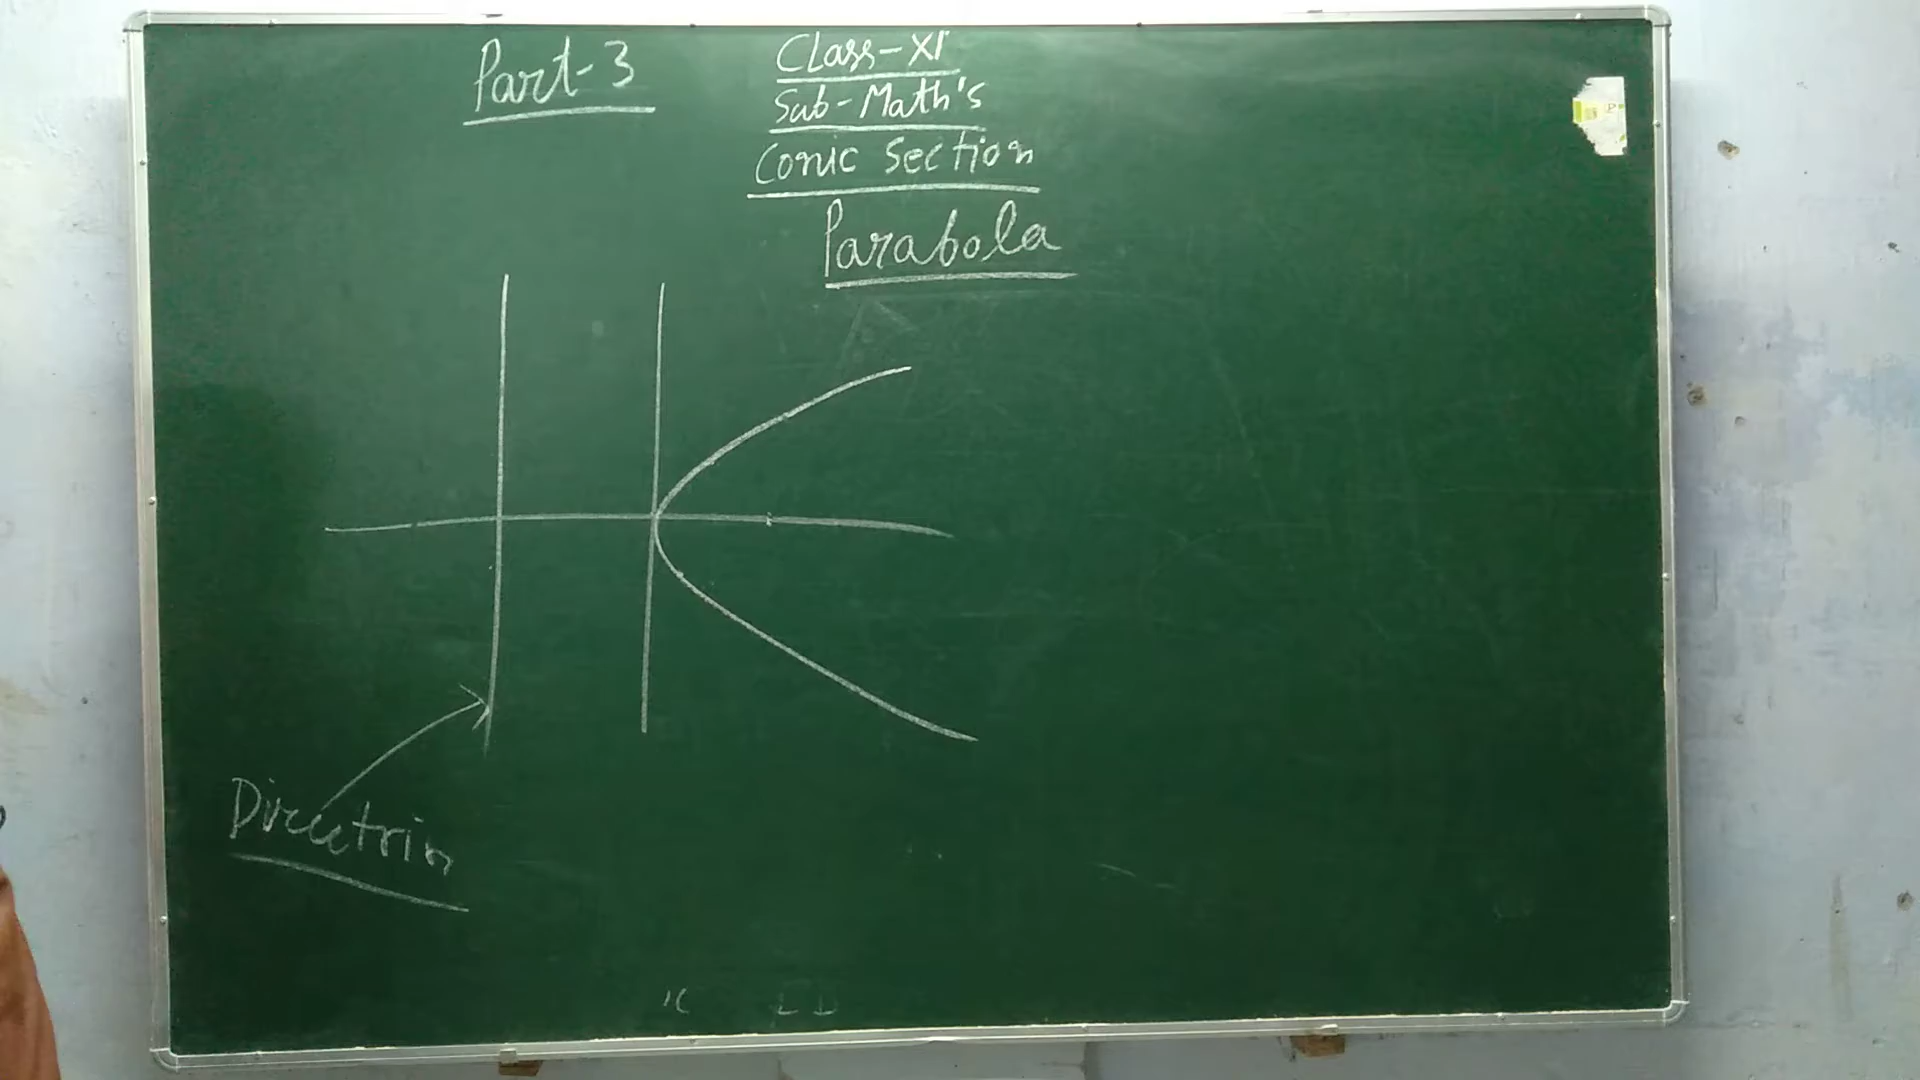 Part-3
Class-XI
Sub-Math's
Conic Section
Parabola
Directrix